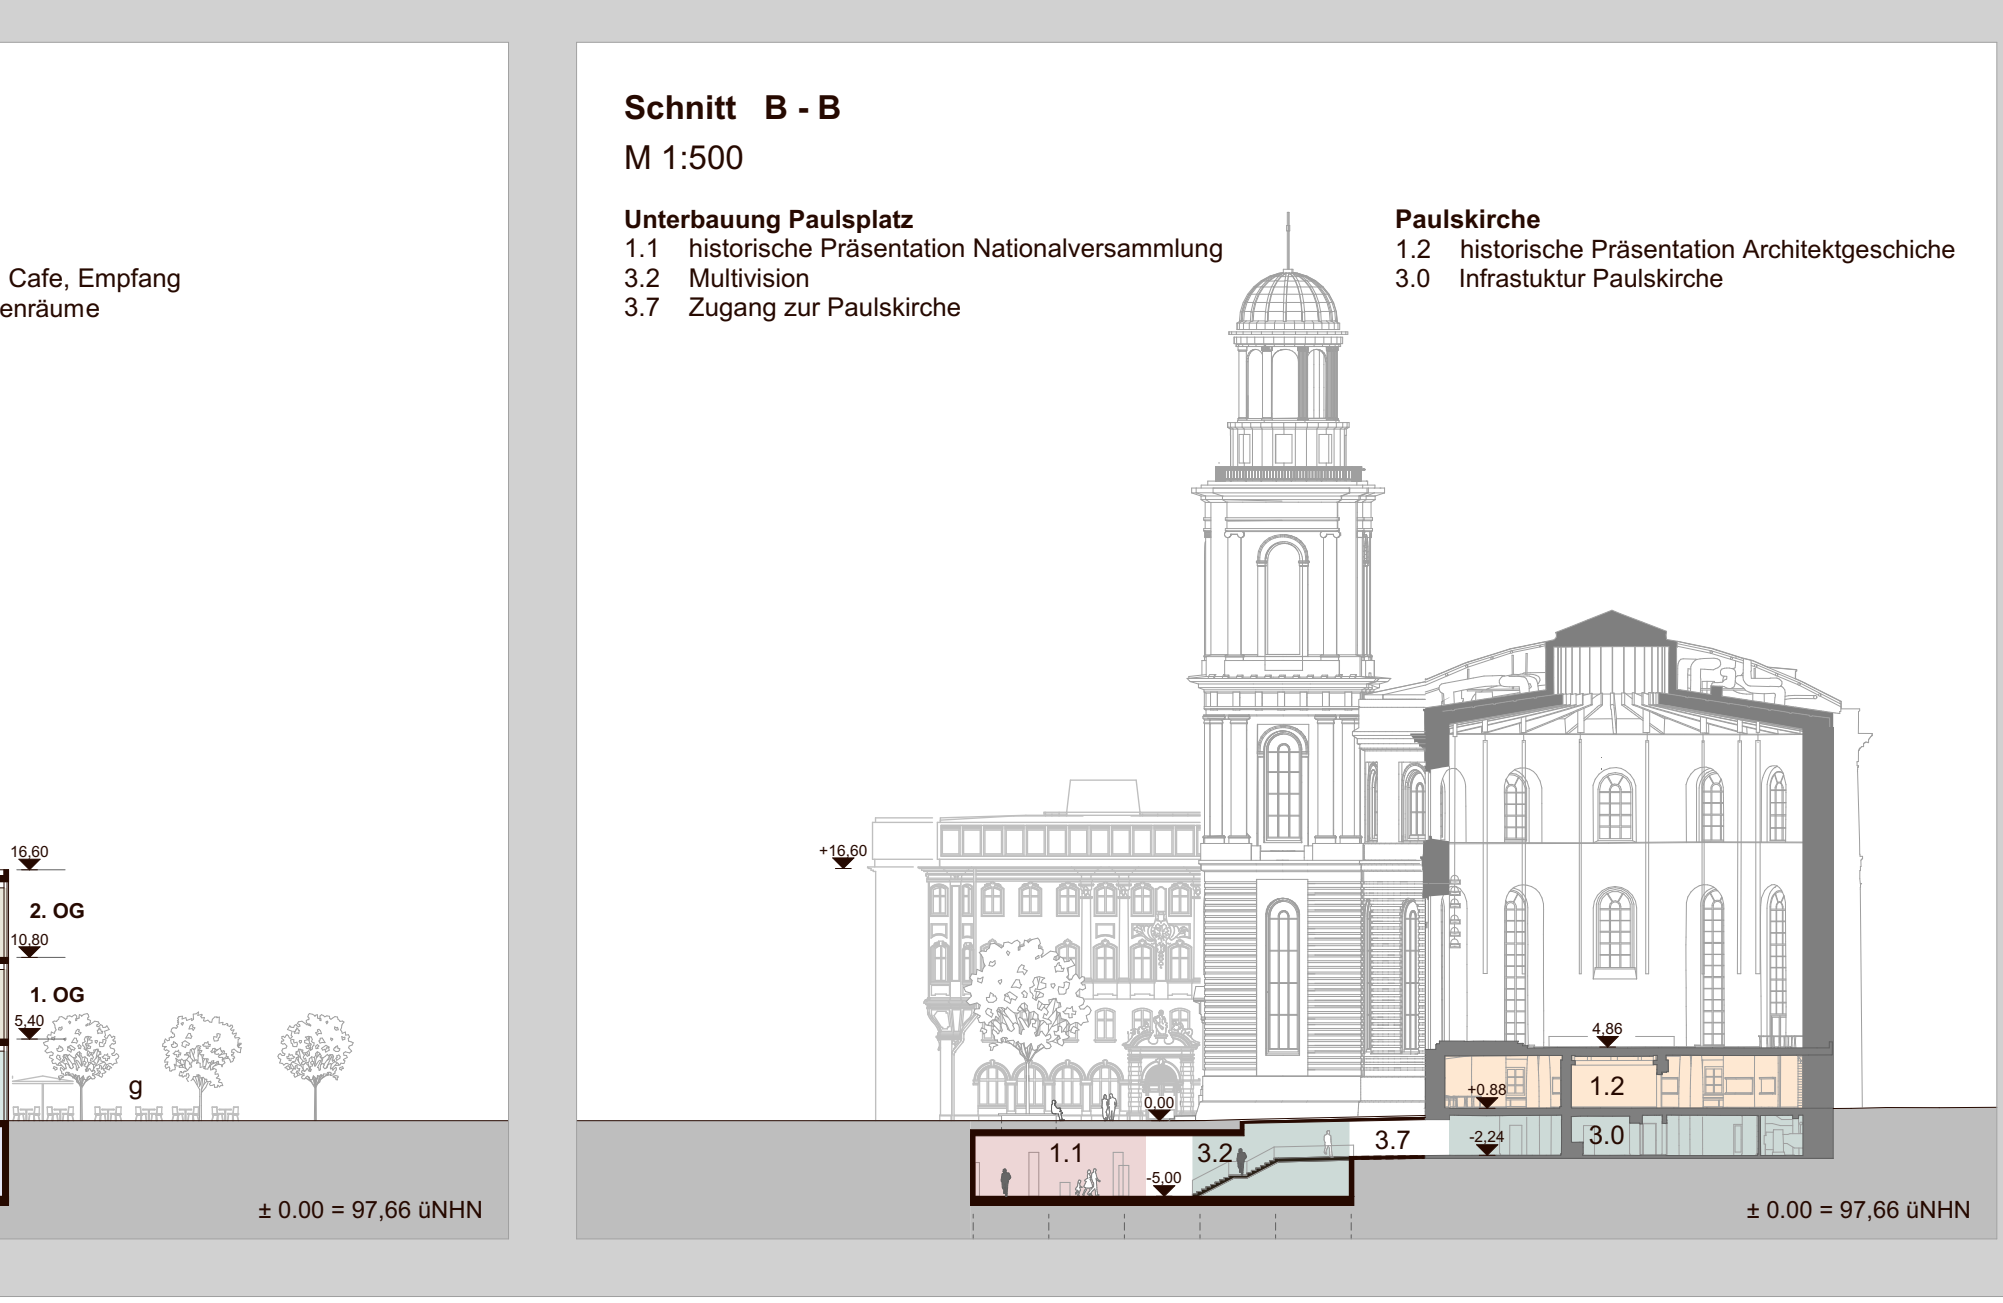 Cafe, Empfang
enräume
16,60
2. OG
10,80
1. OG
5,40
g
± 0.00 = 97,66 üNHN
Schnitt B - B
M 1:500
Unterbauung Paulsplatz
1.1 historische Präsentation Nationalversammlung
3.2 Multivision
3.7 Zugang zur Paulskirche
Paulskirche
1.2 historische Präsentation Architektgeschiche
3.0 Infrastuktur Paulskirche
+16,60
4,86
+0.88
1.2
0,00
1.1
3.2
3.7
-2,24
3.0
-5,00
± 0.00 = 97,66 üNHN